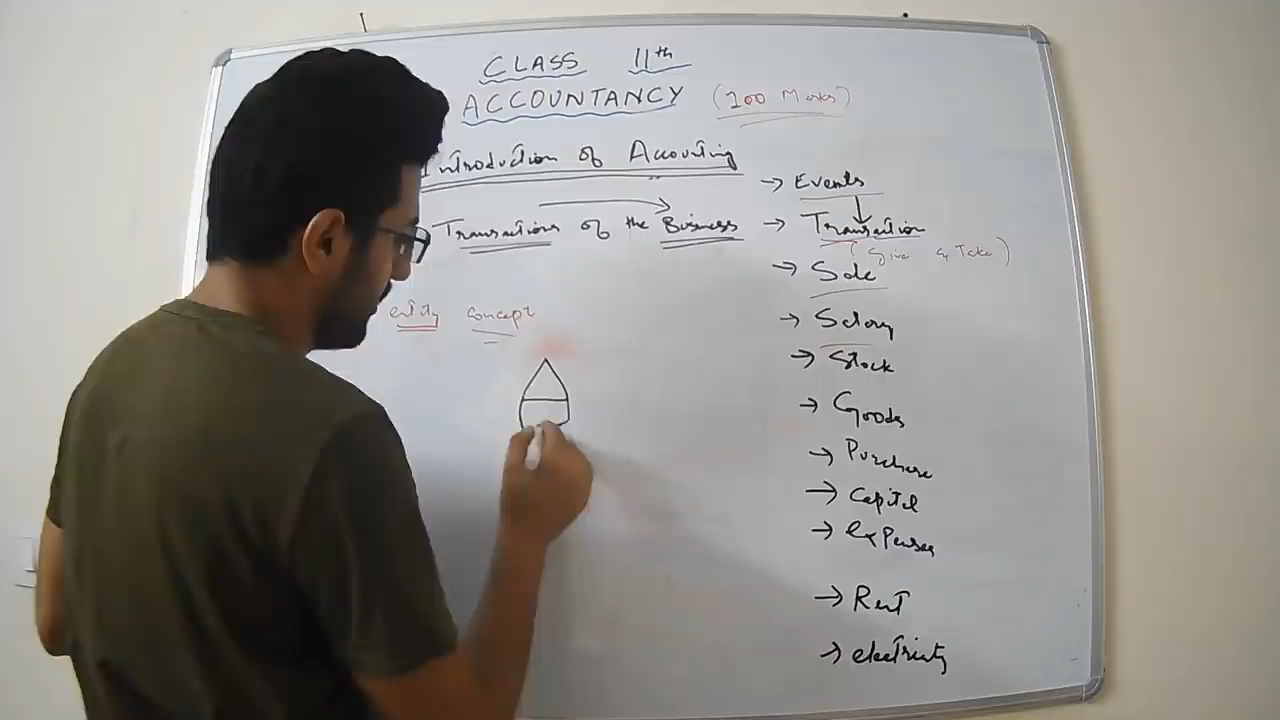 CLASS 11th
ACCOUNTANCY (100 Marks)
Introduction of Accounting
Transactions of the Business
entity concept
→ Events
→ Transaction
(Give & Take)
→ Sale
→ Salary
→ Stock
→ Goods
→ Purchase
→ Capital
→ Expenses
→ Rent
→ electricity